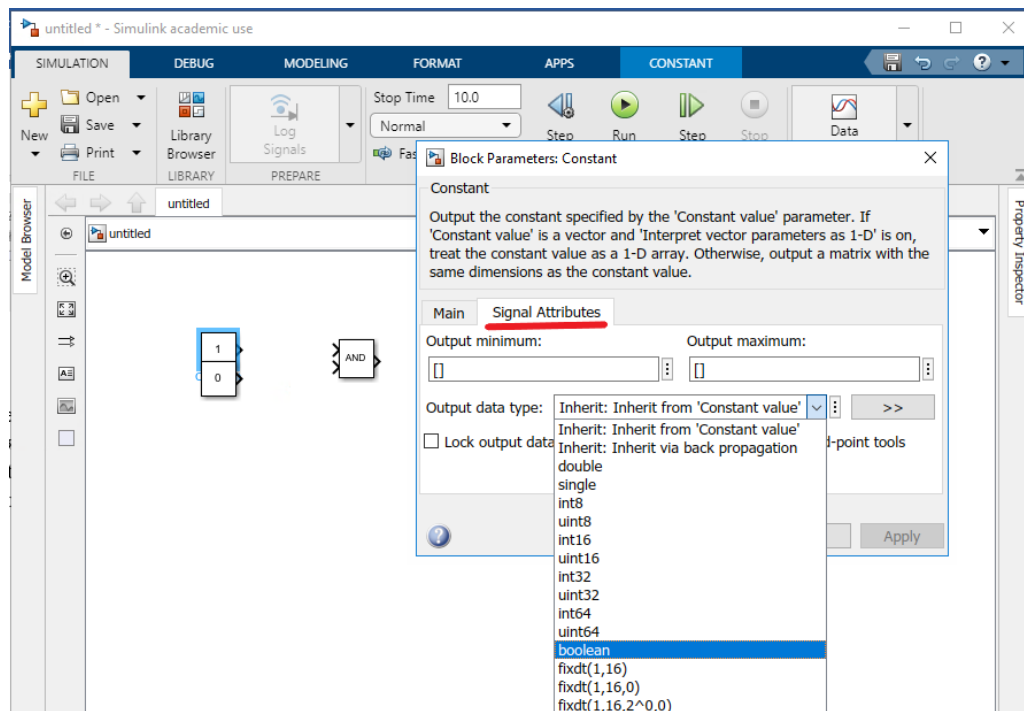 untitled * - Simulink academic use
SIMULATION DEBUG MODELING FORMAT APPS CONSTANT
New
Open
Save
Print
FILE
Library
Browser
LIBRARY
Log
Signals
PREPARE
Stop Time 10.0
Normal
Fas
Step Run Step Stop
Data
Model Browser
untitled
untitled
Property Inspector
1
0
AND
Block Parameters: Constant
Constant
Output the constant specified by the 'Constant value' parameter. If
'Constant value' is a vector and 'Interpret vector parameters as 1-D' is on,
treat the constant value as a 1-D array. Otherwise, output a matrix with the
same dimensions as the constant value.
Main Signal Attributes
Output minimum: Output maximum:
[] []
Output data type: Inherit: Inherit from 'Constant value' >>
Lock output data d-point tools
Inherit: Inherit from 'Constant value'
Inherit: Inherit via back propagation
double
single
int8
uint8
int16
uint16
int32
uint32
int64
uint64
boolean
fixdt(1,16)
fixdt(1,16,0)
fixdt(1,16,2^0,0)
Apply